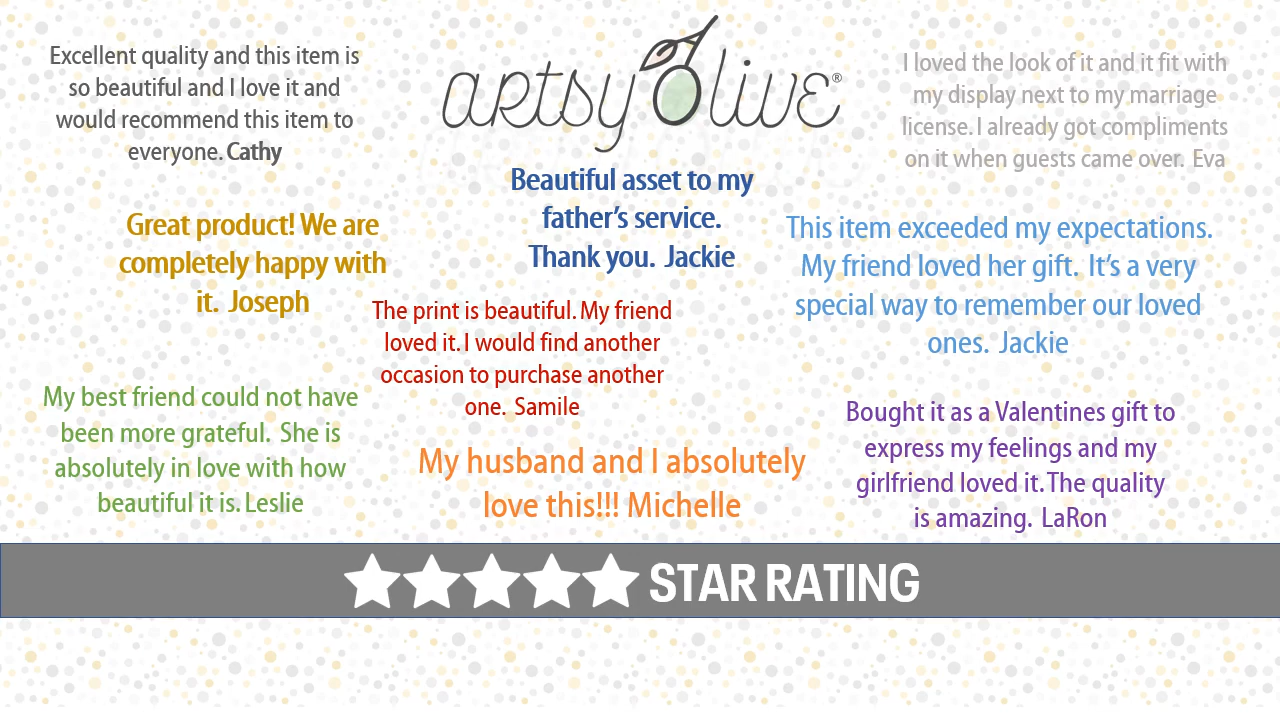 artsy Olive®
Excellent quality and this item is
so beautiful and I love it and
would recommend this item to
everyone. Cathy
I loved the look of it and it fit with
my display next to my marriage
license. I already got compliments
on it when guests came over. Eva
Beautiful asset to my
father's service.
Thank you. Jackie
Great product! We are
completely happy with
it. Joseph
This item exceeded my expectations.
My friend loved her gift. It's a very
special way to remember our loved
ones. Jackie
The print is beautiful. My friend
loved it. I would find another
occasion to purchase another
one. Samile
My best friend could not have
been more grateful. She is
absolutely in love with how
beautiful it is. Leslie
My husband and I absolutely
love this!!! Michelle
Bought it as a Valentines gift to
express my feelings and my
girlfriend loved it. The quality
is amazing. LaRon
STAR RATING